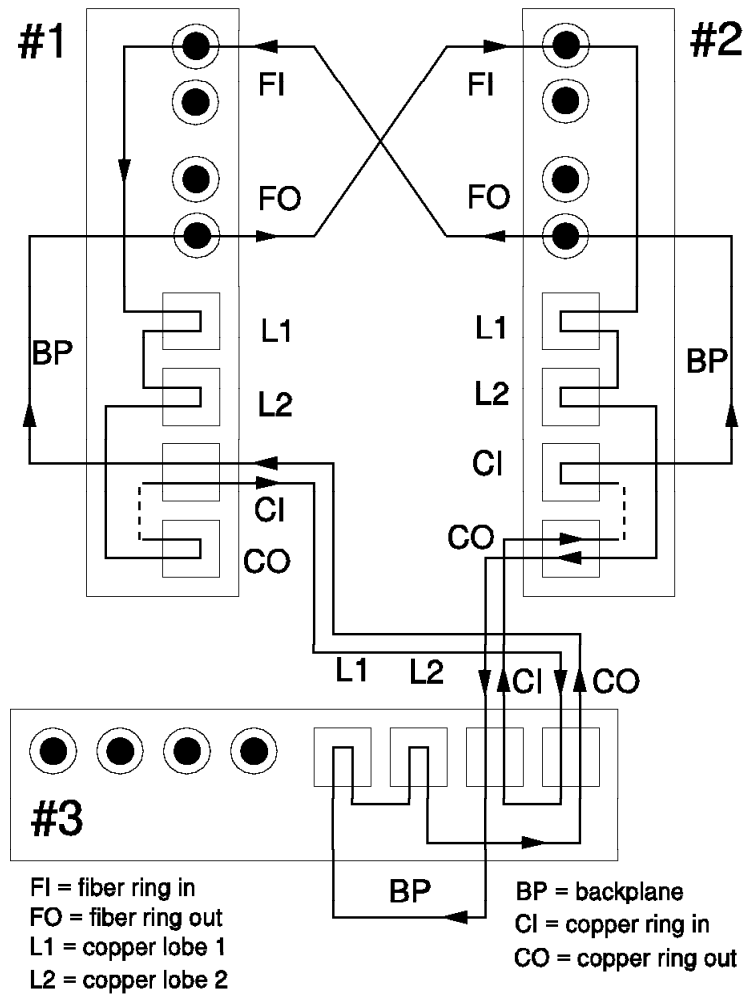 #1
#2
FI
FI
FO
FO
L1
L1
BP
BP
L2
L2
CI
CI
CO
CO
L1
L2
CI
CO
#3
BP
FI = fiber ring in
FO = fiber ring out
L1 = copper lobe 1
L2 = copper lobe 2
BP = backplane
CI = copper ring in
CO = copper ring out